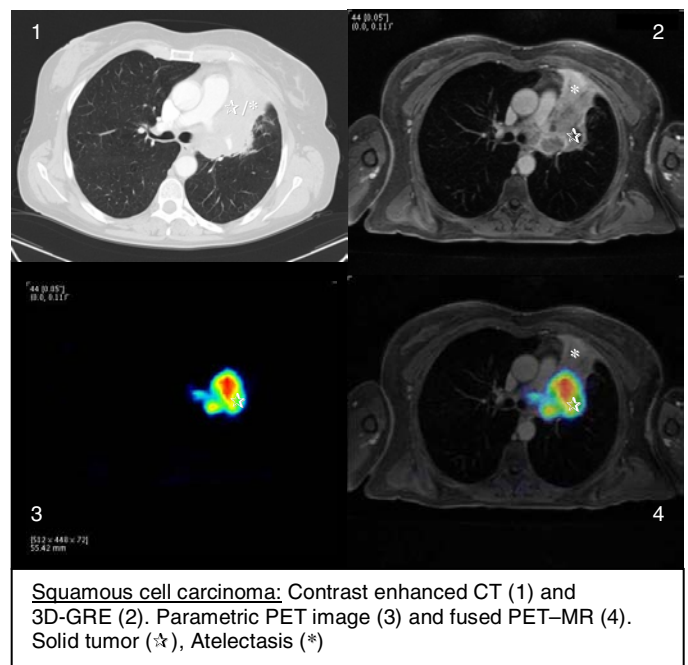 1
44 [0.05"]
(0.0, 0.11)"
2
☆/*
*
☆
44 [0.05"]
(0.0, 0.11)"
☆
*
☆
3
4
[512 x 448 x 72]
55.42 mm
Squamous cell carcinoma: Contrast enhanced CT (1) and
3D-GRE (2). Parametric PET image (3) and fused PET–MR (4).
Solid tumor (☆), Atelectasis (*)